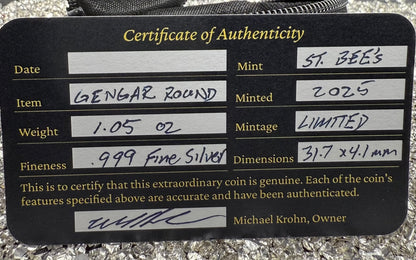 Certificate of Authenticity
Date
Mint ST. BEE'S
Item GENGAR ROUND
Minted 2025
Weight 1.05 oz
Mintage LIMITED
Fineness .999 Fine Silver
Dimensions 31.7 x 4.1 mm
This is to certify that this extraordinary coin is genuine. Each of the coin's
features specified above are accurate and have been authenticated.
Michael Krohn, Owner